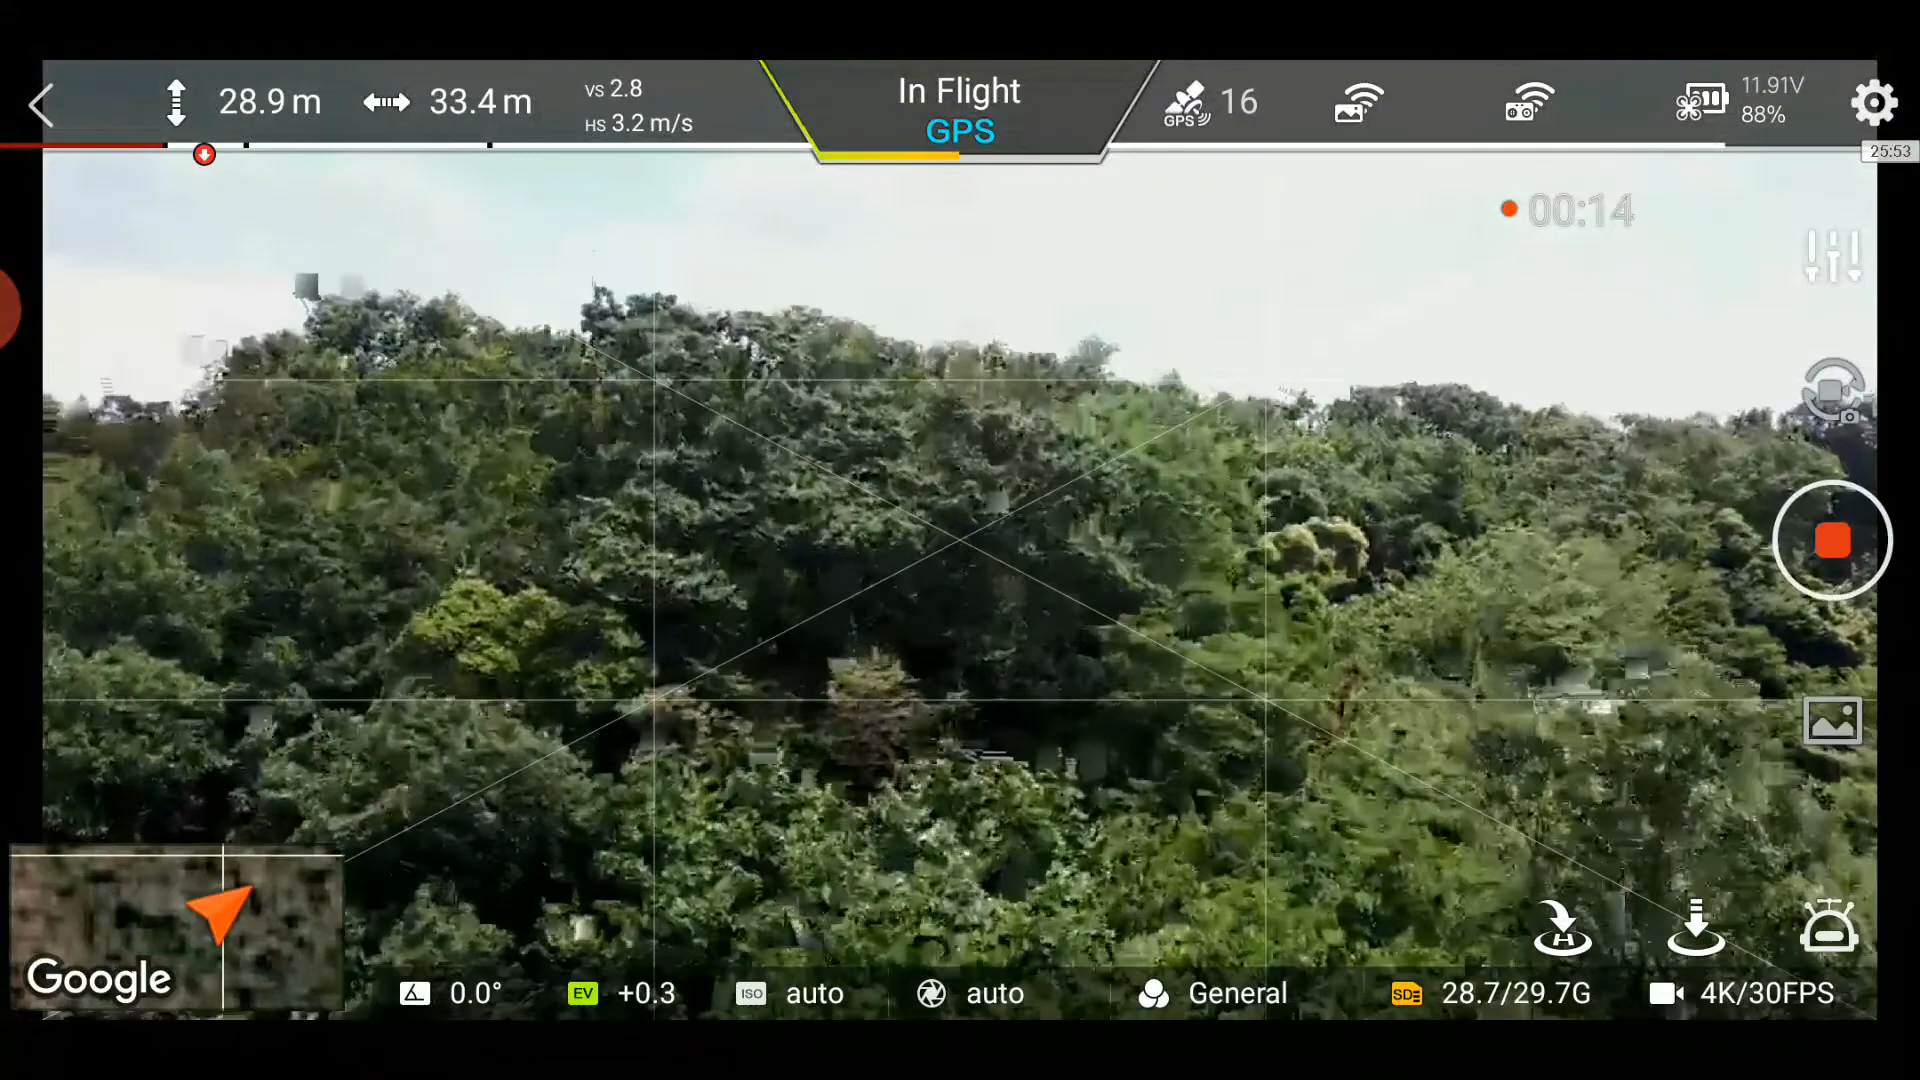 28.9 m
33.4 m
VS 2.8
HS 3.2 m/s
In Flight
GPS
GPS
16
11.91V
88%
25:53
00:14
H
Google
0.0°
EV +0.3
ISO auto
auto
General
SD 28.7/29.7G
4K/30FPS